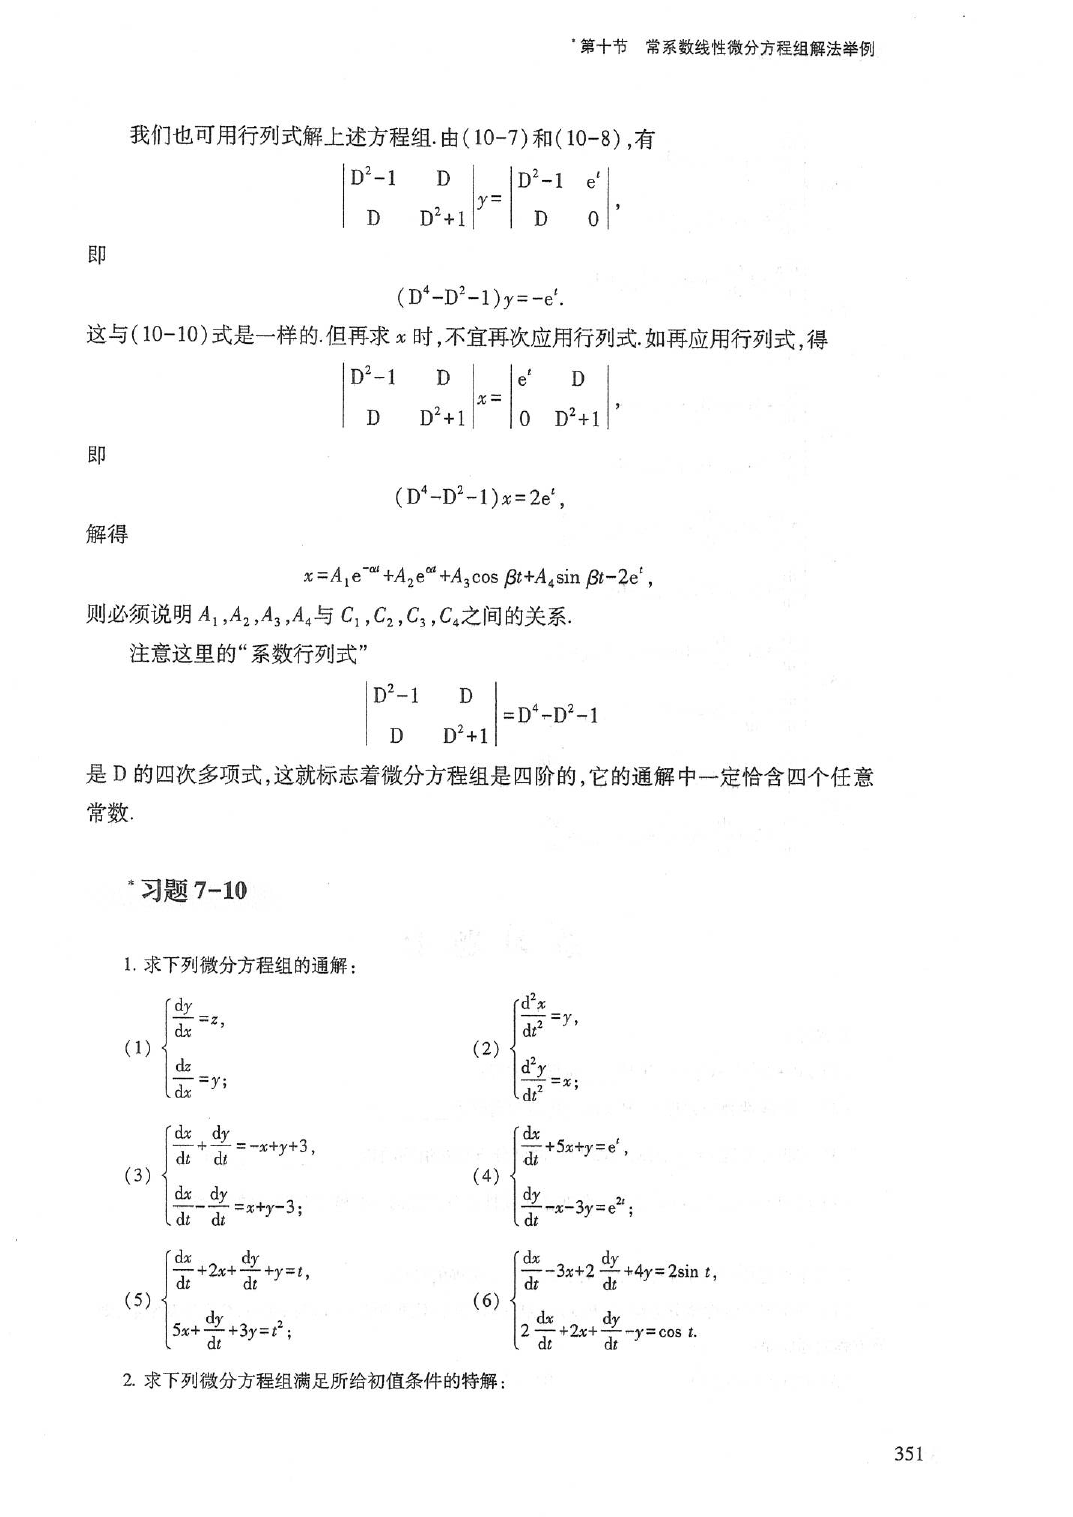 *第十节 常系数线性微分方程组解法举例
我们也可用行列式解上述方程组.由(10-7)和(10-8),有
|D²-1 D; D D²+1| y = |D²-1 eᵗ; D 0|,
即
(D⁴-D²-1)y=-eᵗ.
这与(10-10)式是一样的.但再求 x 时,不宜再次应用行列式.如再应用行列式,得
|D²-1 D; D D²+1| x = |eᵗ D; 0 D²+1|,
即
(D⁴-D²-1)x=2eᵗ,
解得
x=A₁e^(-αt)+A₂e^(αt)+A₃cos βt+A₄sin βt-2eᵗ,
则必须说明 A₁,A₂,A₃,A₄与 C₁,C₂,C₃,C₄之间的关系.
注意这里的“系数行列式”
|D²-1 D; D D²+1| =D⁴-D²-1
是 D 的四次多项式,这就标志着微分方程组是四阶的,它的通解中一定恰含四个任意
常数.
*习题 7-10
1. 求下列微分方程组的通解:
(1) { dy/dx=z, dz/dx=y;
(2) { d²x/dt²=y, d²y/dt²=x;
(3) { dx/dt+dy/dt=-x+y+3, dx/dt-dy/dt=x+y-3;
(4) { dx/dt+5x+y=eᵗ, dy/dt-x-3y=e²ᵗ;
(5) { dx/dt+2x+dy/dt+y=t, 5x+dy/dt+3y=t²;
(6) { dx/dt-3x+2dy/dt+4y=2sin t, 2dx/dt+2x+dy/dt-y=cos t.
2. 求下列微分方程组满足所给初值条件的特解:
351